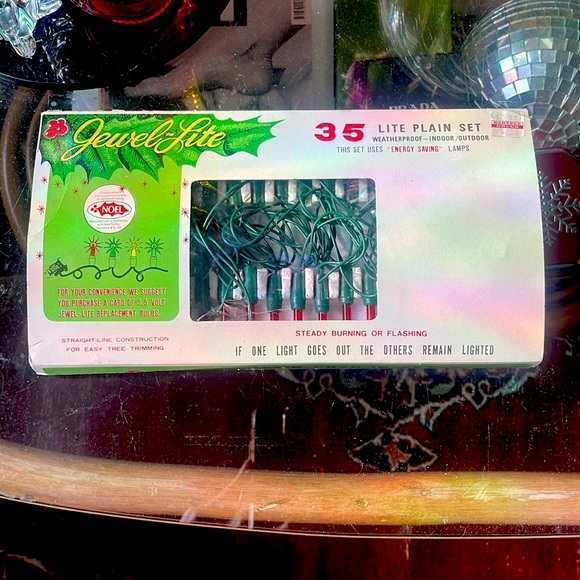 Jewel-Lite
35 LITE PLAIN SET
WEATHERPROOF—INDOOR/OUTDOOR
THIS SET USES "ENERGY SAVING" LAMPS
NOEL
FOR YOUR CONVENIENCE WE SUGGEST
YOU PURCHASE A CARD OF 3.5 VOLT
JEWEL-LITE REPLACEMENT BULBS
STRAIGHT-LINE CONSTRUCTION
FOR EASY TREE TRIMMING
STEADY BURNING OR FLASHING
IF ONE LIGHT GOES OUT THE OTHERS REMAIN LIGHTED
PRADA